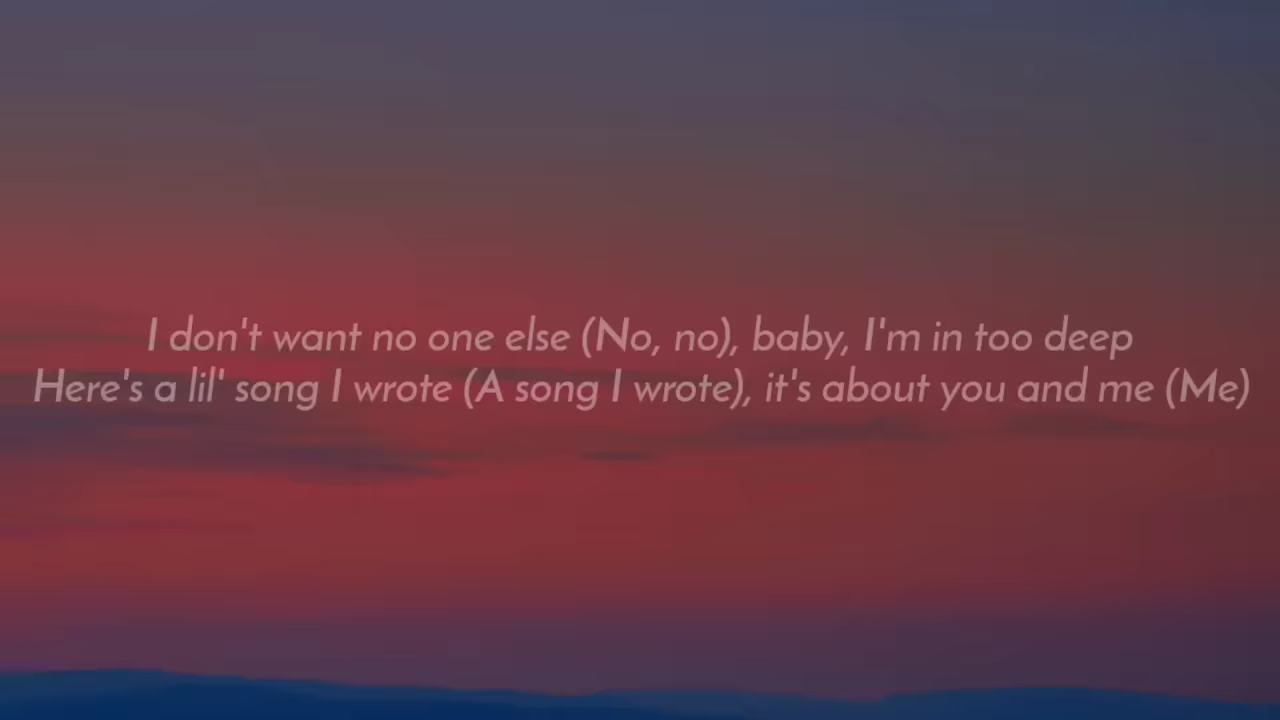 I don't want no one else (No, no), baby, I'm in too deep
Here's a lil' song I wrote (A song I wrote), it's about you and me (Me)